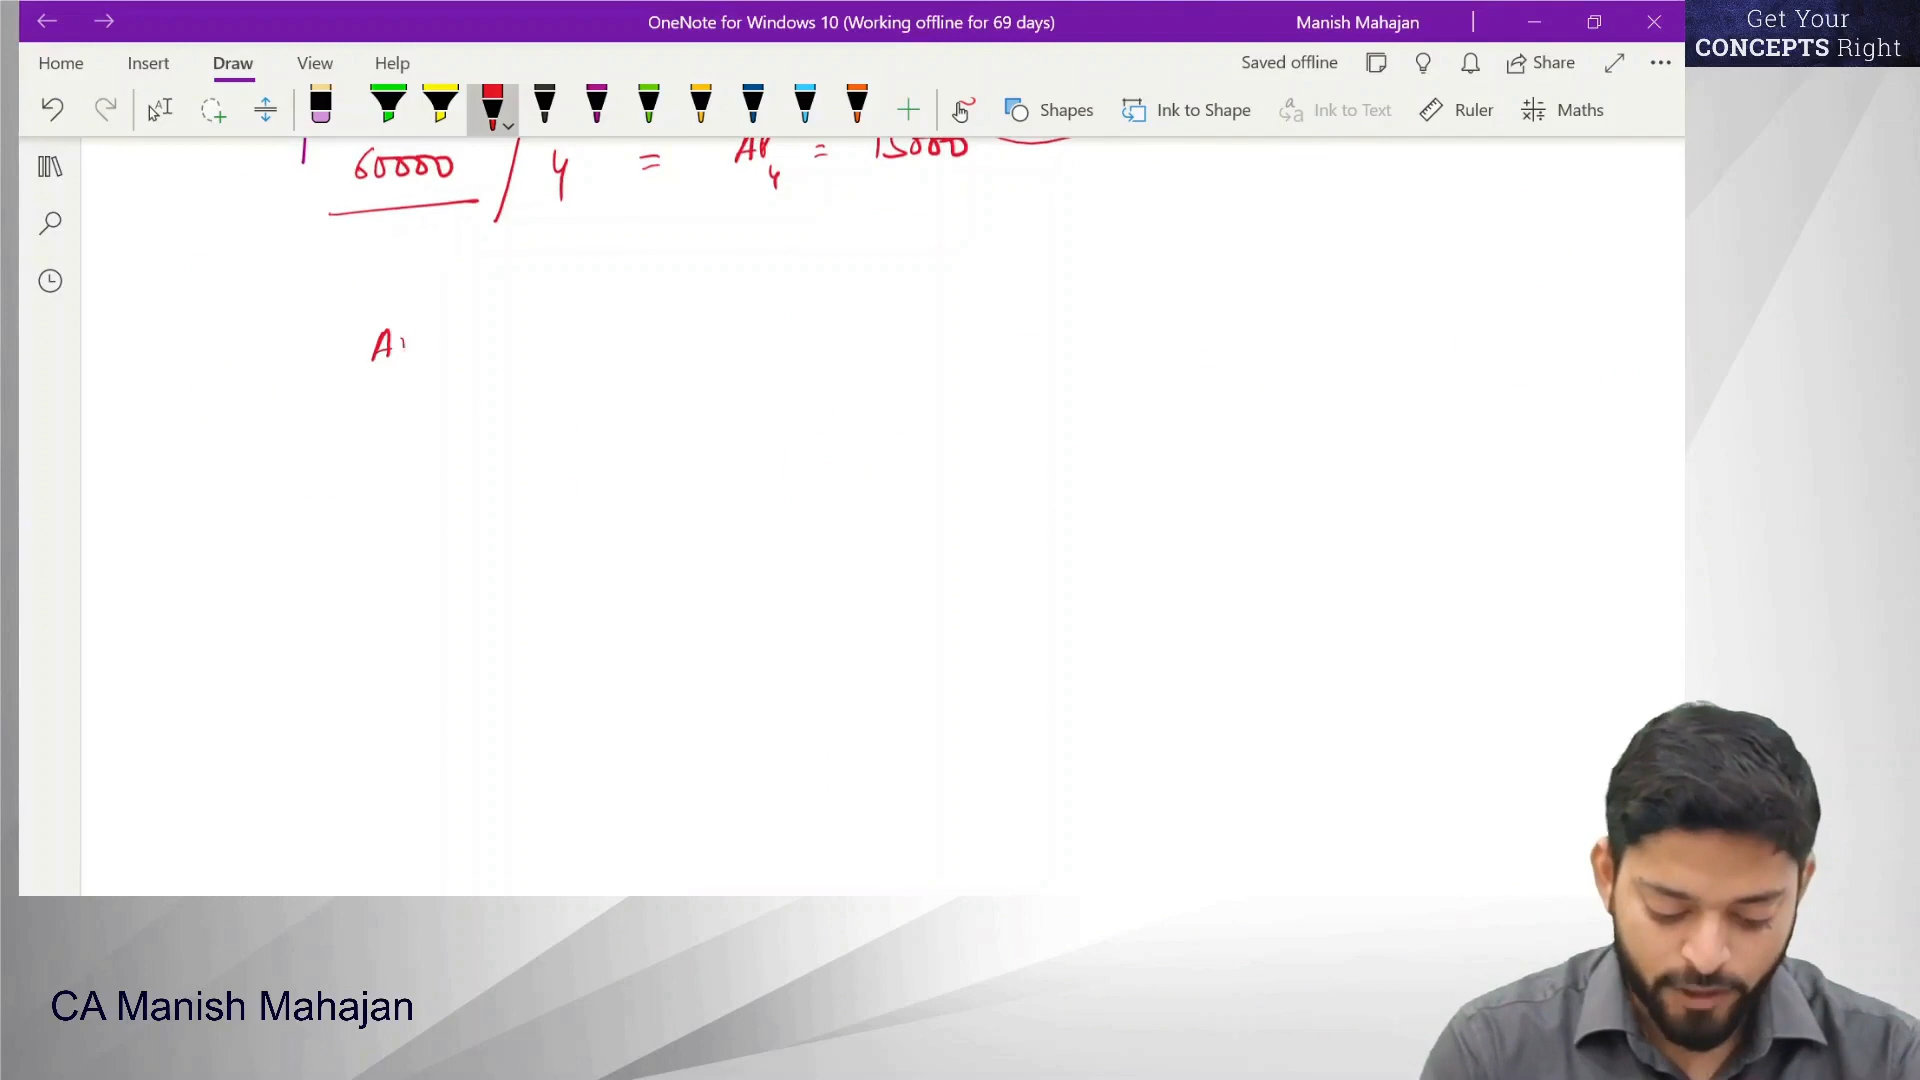 OneNote for Windows 10 (Working offline for 69 days)
Manish Mahajan
Get Your
CONCEPTS Right
Home Insert Draw View Help
Saved offline
Share
Shapes
Ink to Shape
Ink to Text
Ruler
Maths
60000 / 4 = = 15000
4
A
CA Manish Mahajan